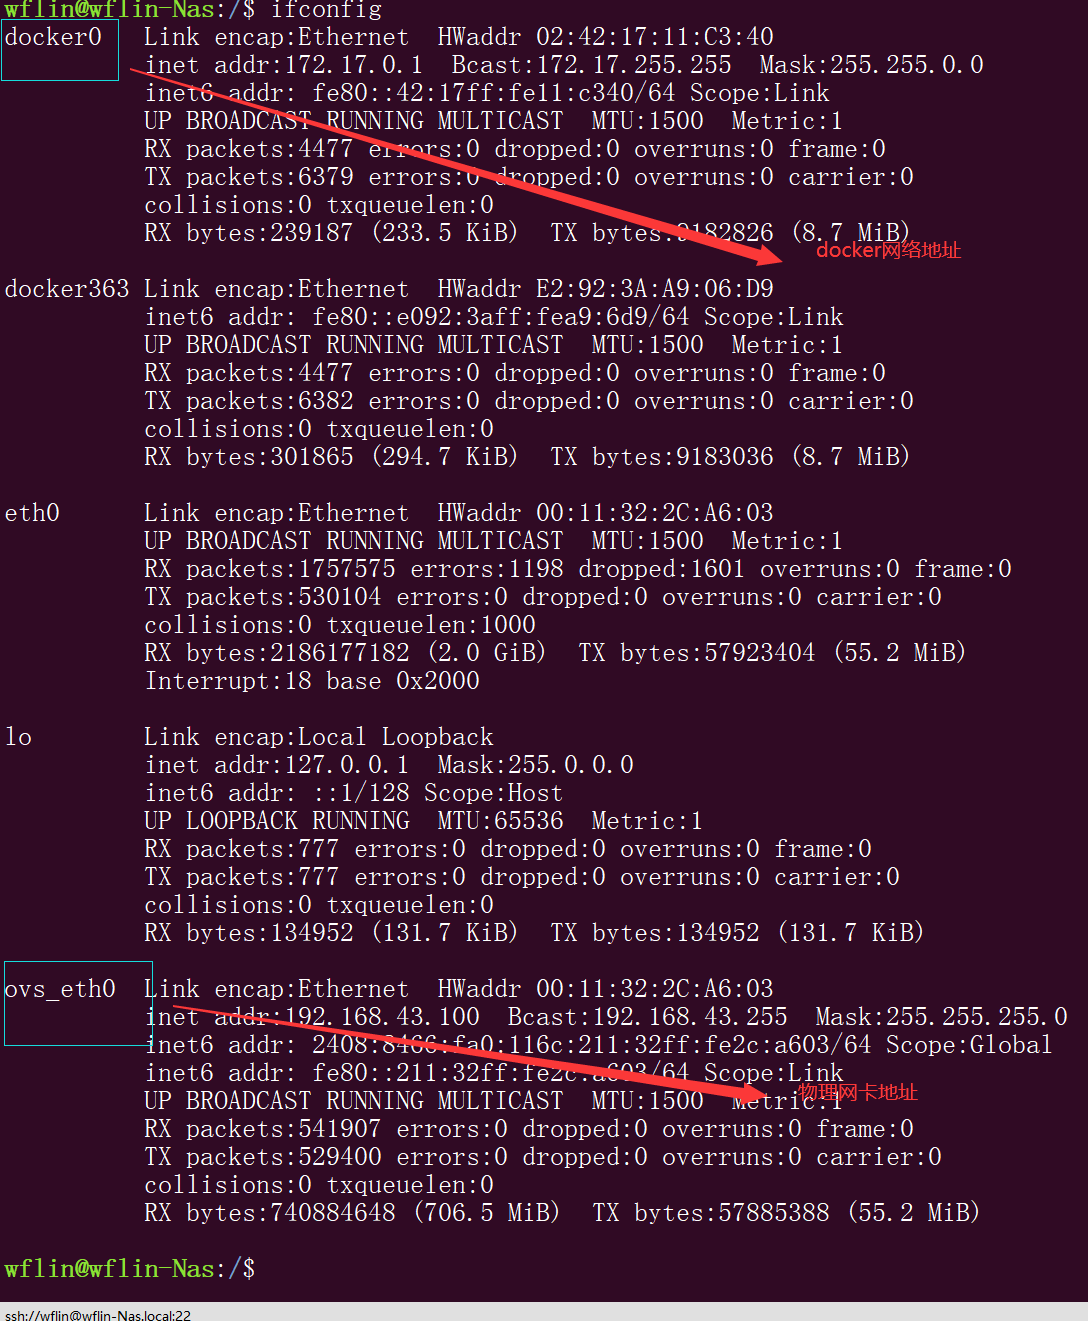 wflin@wflin-Nas:/$ ifconfig
docker0   Link encap:Ethernet  HWaddr 02:42:17:11:C3:40
inet addr:172.17.0.1  Bcast:172.17.255.255  Mask:255.255.0.0
inet6 addr: fe80::42:17ff:fe11:c340/64 Scope:Link
UP BROADCAST RUNNING MULTICAST  MTU:1500  Metric:1
RX packets:4477 errors:0 dropped:0 overruns:0 frame:0
TX packets:6379 errors:0 dropped:0 overruns:0 carrier:0
collisions:0 txqueuelen:0
RX bytes:239187 (233.5 KiB)  TX bytes:9182826 (8.7 MiB)
docker网络地址
docker363 Link encap:Ethernet  HWaddr E2:92:3A:A9:06:D9
inet6 addr: fe80::e092:3aff:fea9:6d9/64 Scope:Link
UP BROADCAST RUNNING MULTICAST  MTU:1500  Metric:1
RX packets:4477 errors:0 dropped:0 overruns:0 frame:0
TX packets:6382 errors:0 dropped:0 overruns:0 carrier:0
collisions:0 txqueuelen:0
RX bytes:301865 (294.7 KiB)  TX bytes:9183036 (8.7 MiB)
eth0      Link encap:Ethernet  HWaddr 00:11:32:2C:A6:03
UP BROADCAST RUNNING MULTICAST  MTU:1500  Metric:1
RX packets:1757575 errors:1198 dropped:1601 overruns:0 frame:0
TX packets:530104 errors:0 dropped:0 overruns:0 carrier:0
collisions:0 txqueuelen:1000
RX bytes:2186177182 (2.0 GiB)  TX bytes:57923404 (55.2 MiB)
Interrupt:18 base 0x2000
lo        Link encap:Local Loopback
inet addr:127.0.0.1  Mask:255.0.0.0
inet6 addr: ::1/128 Scope:Host
UP LOOPBACK RUNNING  MTU:65536  Metric:1
RX packets:777 errors:0 dropped:0 overruns:0 frame:0
TX packets:777 errors:0 dropped:0 overruns:0 carrier:0
collisions:0 txqueuelen:0
RX bytes:134952 (131.7 KiB)  TX bytes:134952 (131.7 KiB)
ovs_eth0  Link encap:Ethernet  HWaddr 00:11:32:2C:A6:03
inet addr:192.168.43.100  Bcast:192.168.43.255  Mask:255.255.255.0
inet6 addr: 2408:8466:fa0:116c:211:32ff:fe2c:a603/64 Scope:Global
inet6 addr: fe80::211:32ff:fe2c:a603/64 Scope:Link
UP BROADCAST RUNNING MULTICAST  MTU:1500  Metric:1
物理网卡地址
RX packets:541907 errors:0 dropped:0 overruns:0 frame:0
TX packets:529400 errors:0 dropped:0 overruns:0 carrier:0
collisions:0 txqueuelen:0
RX bytes:740884648 (706.5 MiB)  TX bytes:57885388 (55.2 MiB)
wflin@wflin-Nas:/$
ssh://wflin@wflin-Nas.local:22